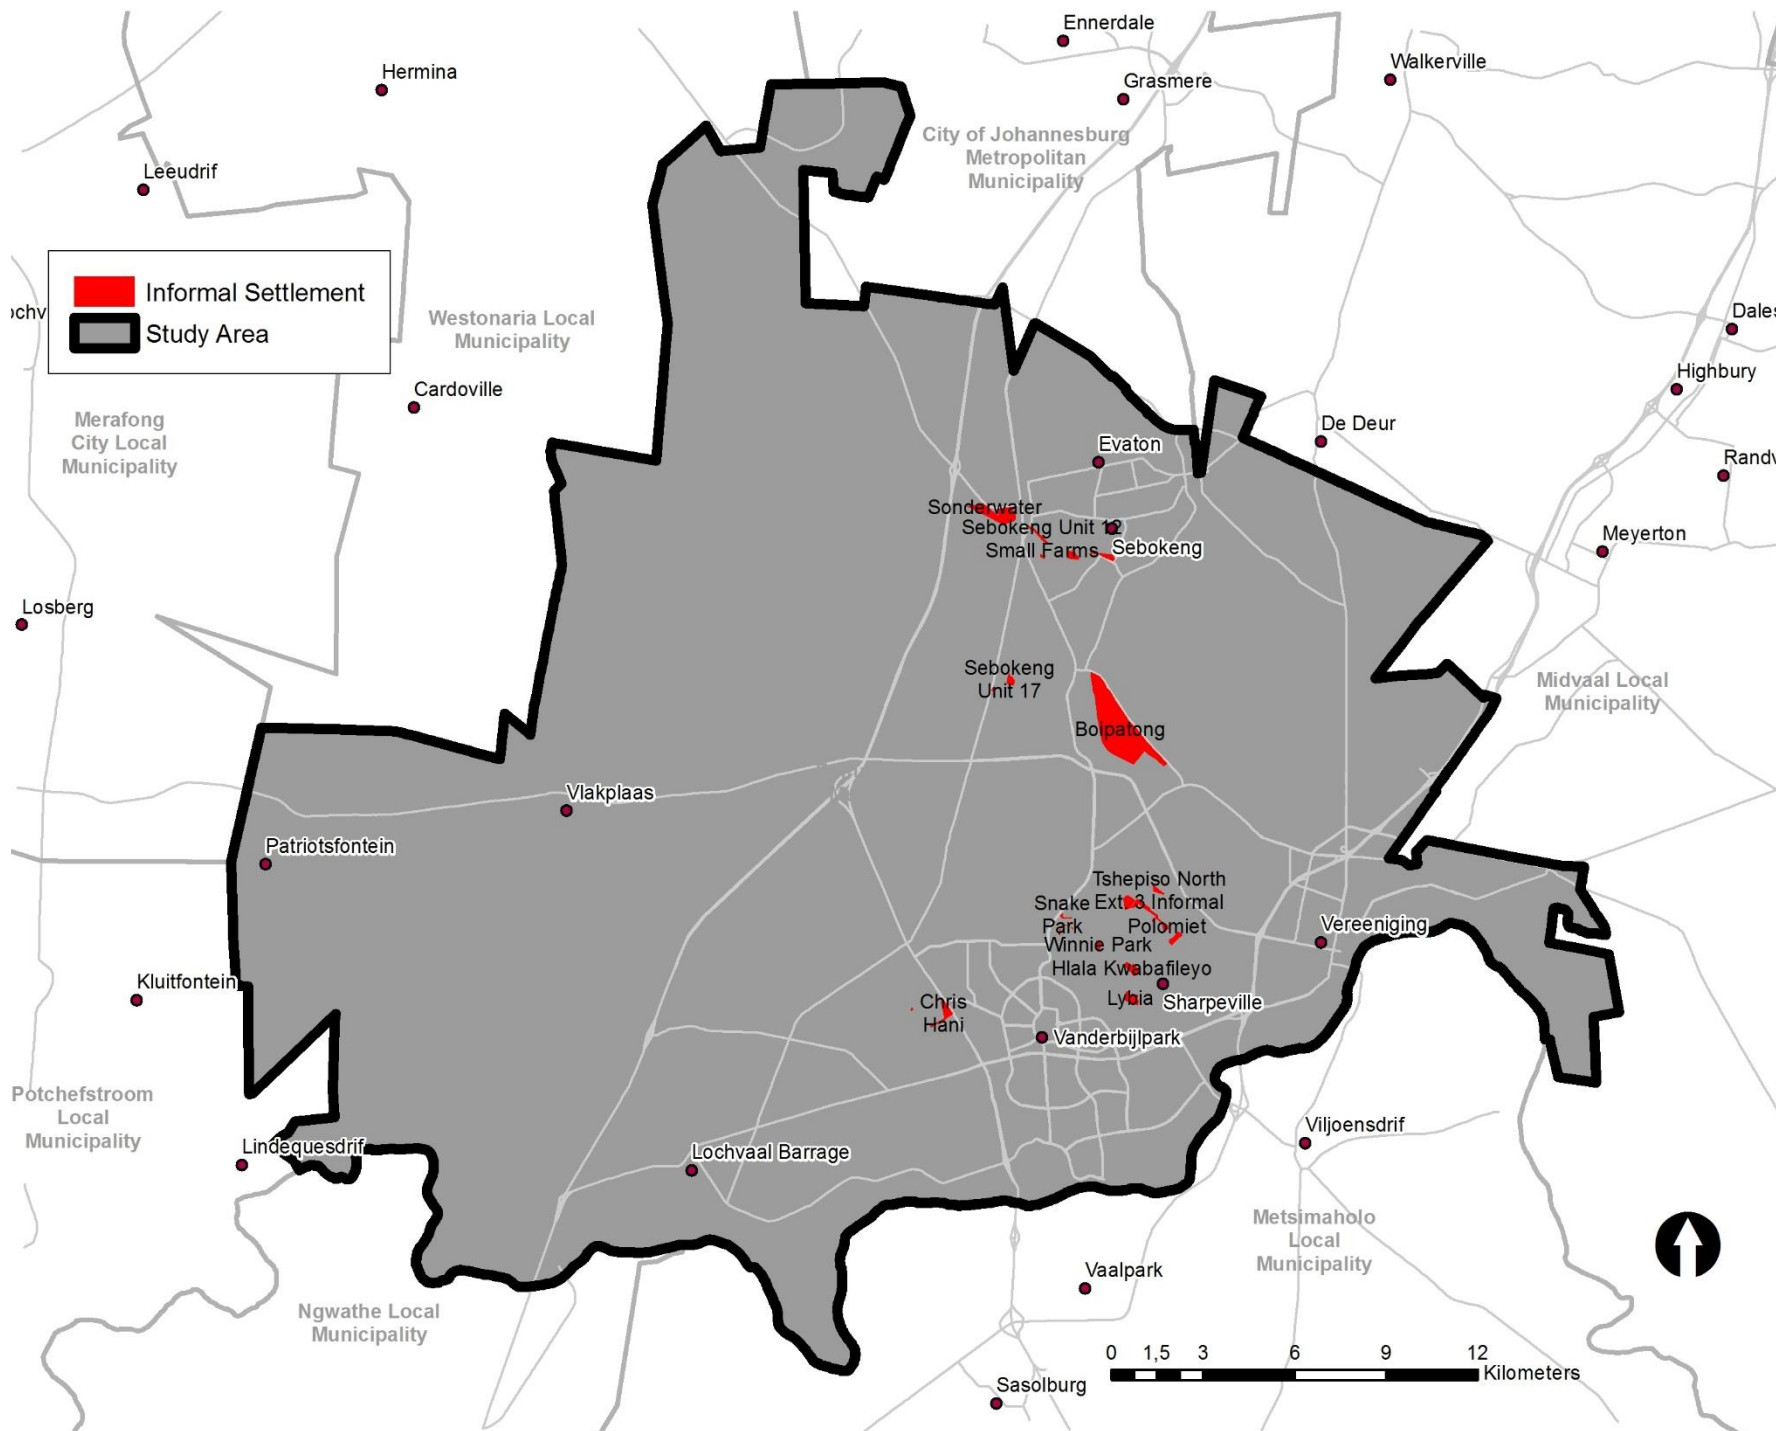 Ennerdale
Hermina
Walkerville
Grasmere
City of Johannesburg
Metropolitan
Municipality
Leeudrif
Informal Settlement
Study Area
ochv
Westonaria Local
Municipality
Dales
Highbury
Cardoville
Merafong
City Local
Municipality
De Deur
Evaton
Randv
Sonderwater
Sebokeng Unit 12
Small Farms
Sebokeng
Meyerton
Losberg
Sebokeng
Unit 17
Midvaal Local
Municipality
Boipatong
Vlakplaas
Patriotsfontein
Tshepiso North
Ext. 3 Informal
Snake
Park
Polomiet
Winnie Park
Vereeniging
Hlala Kwabafileyo
Kluitfontein
Lybia
Sharpeville
Chris
Hani
Vanderbijlpark
Potchefstroom
Local
Municipality
Lindequesdrif
Lochvaal Barrage
Viljoensdrif
Metsimaholo
Local
Municipality
Vaalpark
Ngwathe Local
Municipality
0 1,5 3 6 9 12
Kilometers
Sasolburg